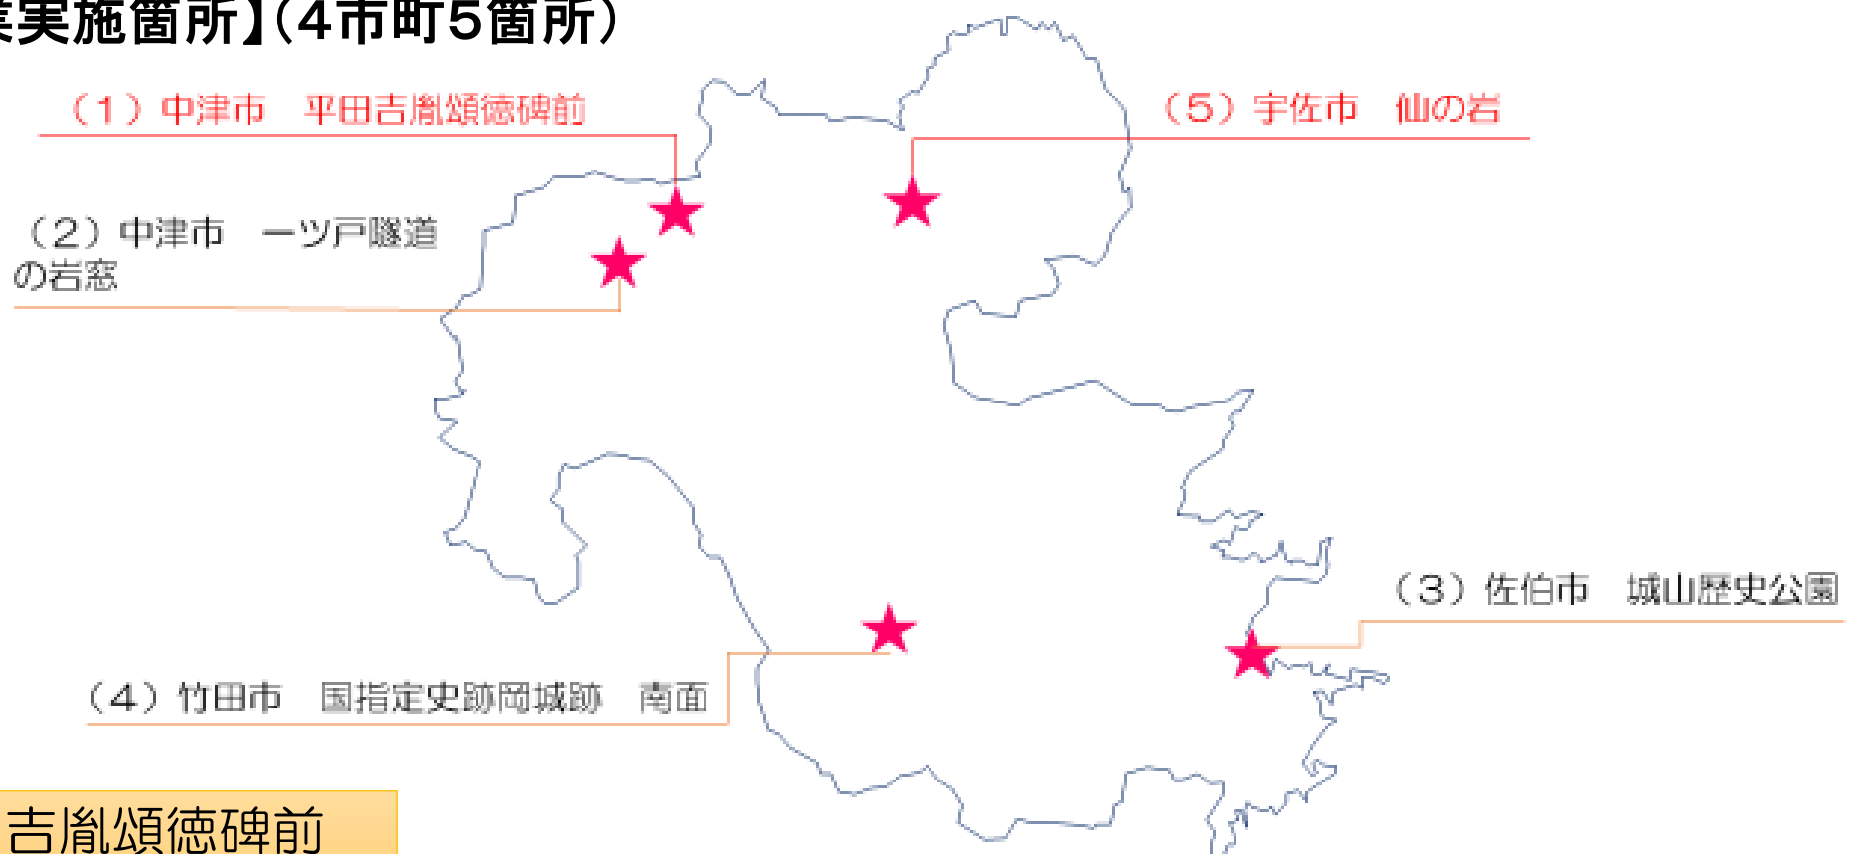 業実施箇所】(４市町５箇所)
（１）中津市　平田吉胤頌徳碑前
（５）宇佐市　仙の岩
（２）中津市　一ツ戸隧道
の岩窓
（３）佐伯市　城山歴史公園
（４）竹田市　国指定史跡岡城跡　南面
吉胤頌徳碑前